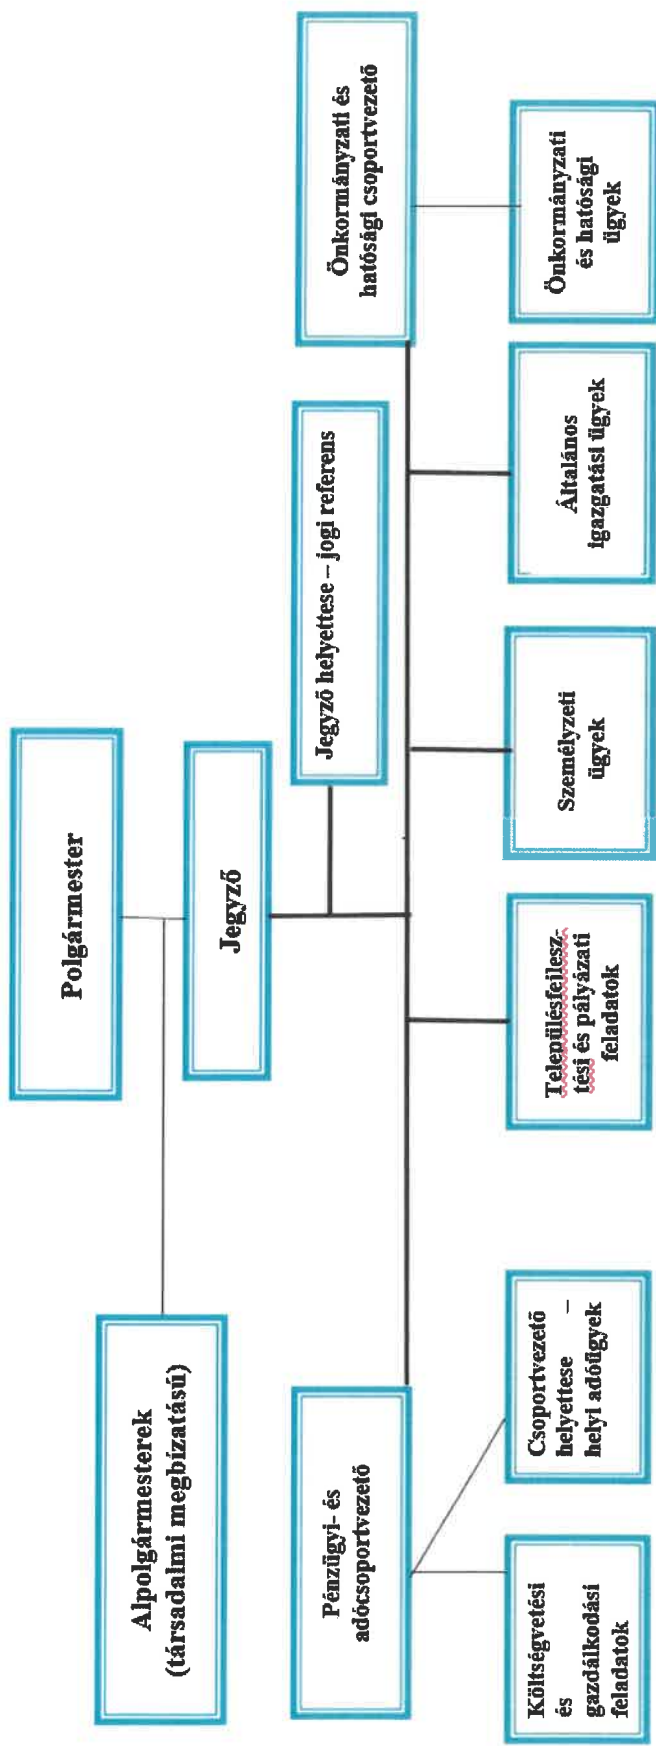 Polgármester
Alpolgármesterek
(társadalmi megbízatású)
Jegyző
Jegyző helyettese – jogi referens
Pénzügyi- és
adócsoportvezető
Önkormányzati és
hatósági csoportvezető
Költségvetési
és
gazdálkodási
feladatok
Csoportvezető
helyettese –
helyi adóügyek
Településfejlesz-
tési és pályázati
feladatok
Személyzeti
ügyek
Általános
igazgatási ügyek
Önkormányzati
és hatósági
ügyek